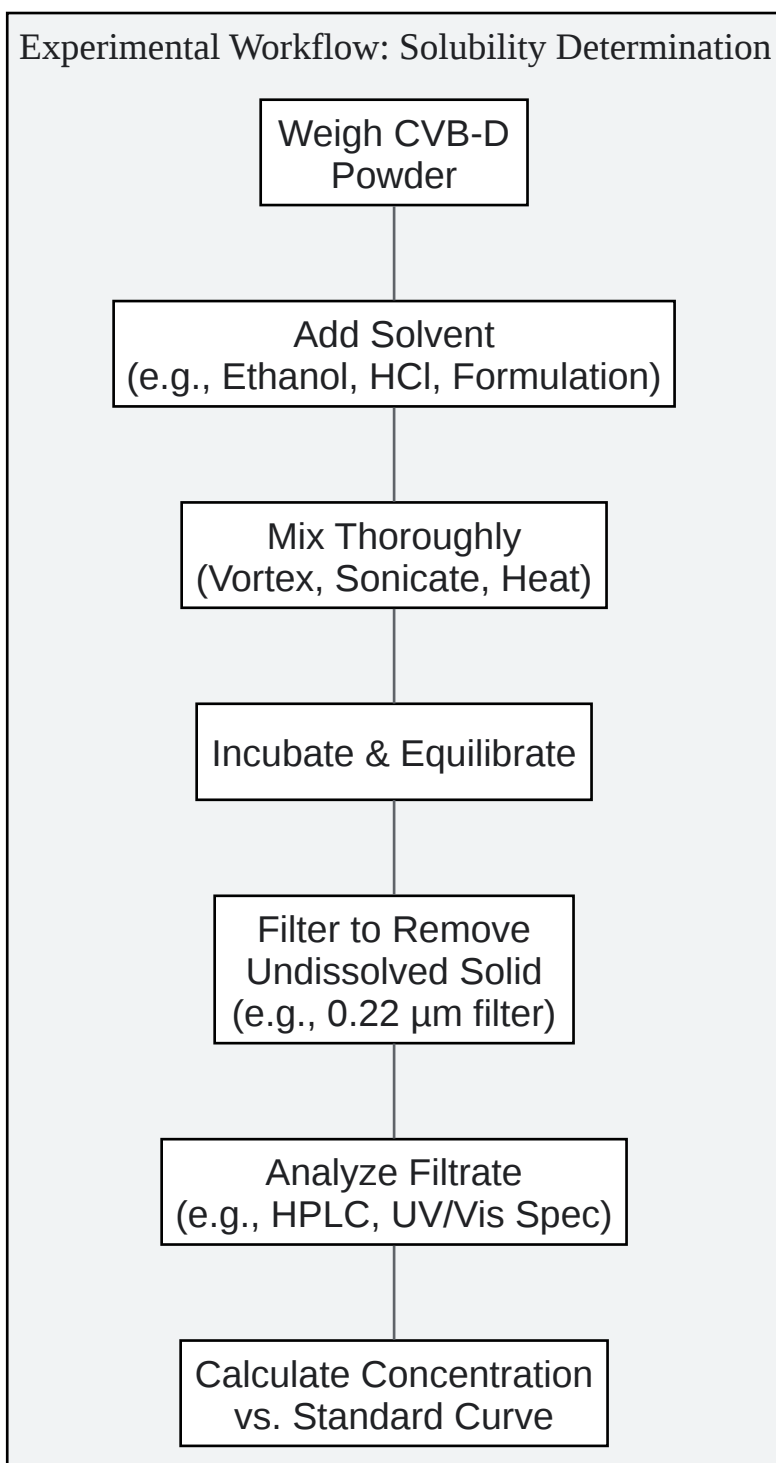 Experimental Workflow: Solubility Determination
Weigh CVB-D
Powder
Add Solvent
(e.g., Ethanol, HCl, Formulation)
Mix Thoroughly
(Vortex, Sonicate, Heat)
Incubate & Equilibrate
Filter to Remove
Undissolved Solid
(e.g., 0.22 µm filter)
Analyze Filtrate
(e.g., HPLC, UV/Vis Spec)
Calculate Concentration
vs. Standard Curve